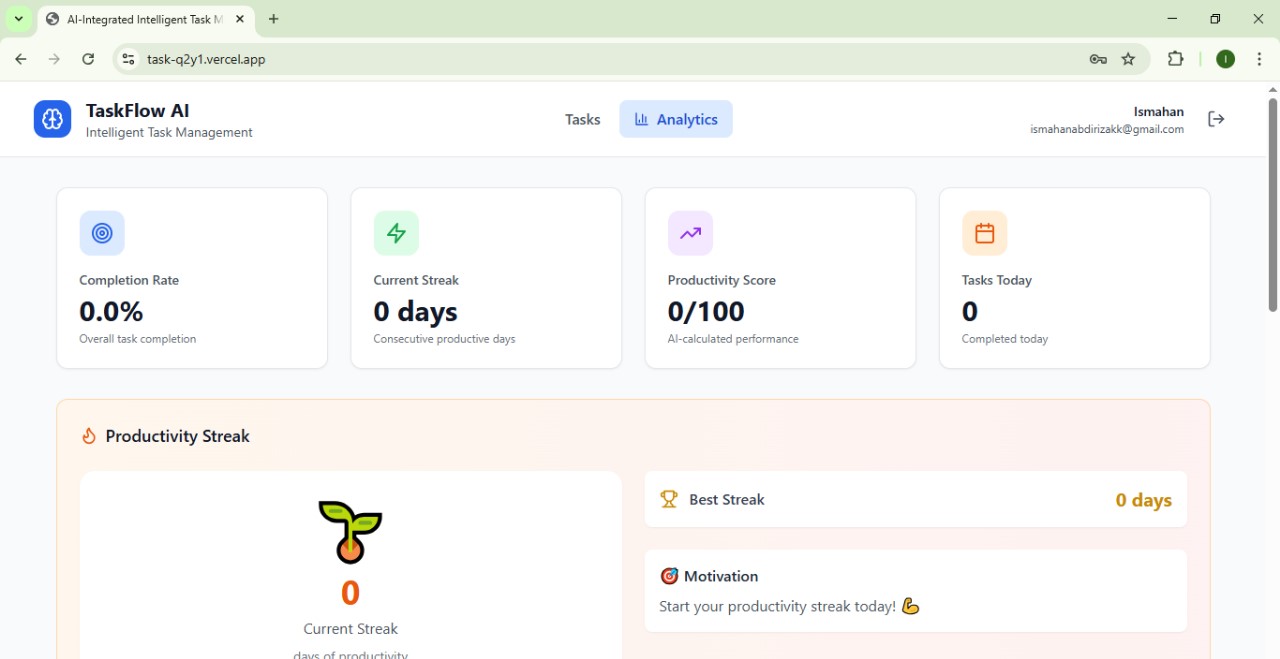 AI-Integrated Intelligent Task M
task-q2y1.vercel.app
I
TaskFlow AI
Intelligent Task Management
Tasks
Analytics
Ismahan
ismahanabdirizakk@gmail.com
Completion Rate
0.0%
Overall task completion
Current Streak
0 days
Consecutive productive days
Productivity Score
0/100
AI-calculated performance
Tasks Today
0
Completed today
Productivity Streak
0
Current Streak
days of productivity
Best Streak
0 days
🎯 Motivation
Start your productivity streak today! 💪